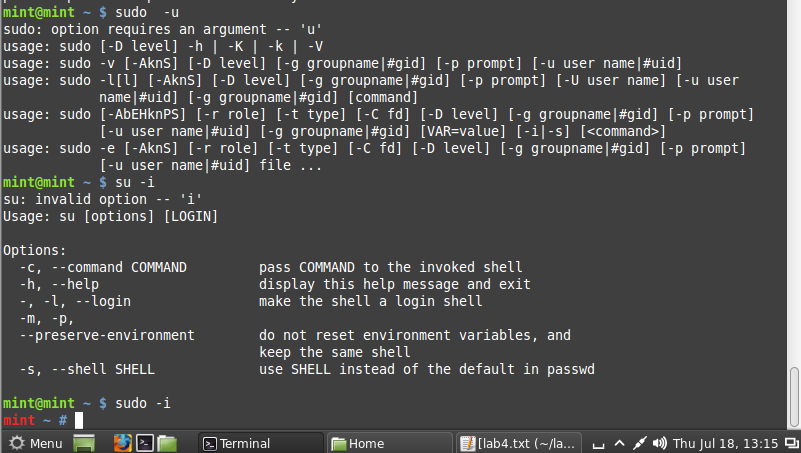 mint@mint ~ $ sudo  -u
sudo: option requires an argument -- 'u'
usage: sudo [-D level] -h | -K | -k | -V
usage: sudo -v [-AknS] [-D level] [-g groupname|#gid] [-p prompt] [-u user name|#uid]
usage: sudo -l[l] [-AknS] [-D level] [-g groupname|#gid] [-p prompt] [-U user name] [-u user
            name|#uid] [-g groupname|#gid] [command]
usage: sudo [-AbEHknPS] [-r role] [-t type] [-C fd] [-D level] [-g groupname|#gid] [-p prompt]
            [-u user name|#uid] [-g groupname|#gid] [VAR=value] [-i|-s] [<command>]
usage: sudo -e [-AknS] [-r role] [-t type] [-C fd] [-D level] [-g groupname|#gid] [-p prompt]
            [-u user name|#uid] file ...
mint@mint ~ $ su -i
su: invalid option -- 'i'
Usage: su [options] [LOGIN]
Options:
  -c, --command COMMAND         pass COMMAND to the invoked shell
  -h, --help                    display this help message and exit
  -, -l, --login                make the shell a login shell
  -m, -p,
  --preserve-environment        do not reset environment variables, and
                                keep the same shell
  -s, --shell SHELL             use SHELL instead of the default in passwd
mint@mint ~ $ sudo -i
mint ~ #
Menu Terminal Home [lab4.txt (~/la... Thu Jul 18, 13:15